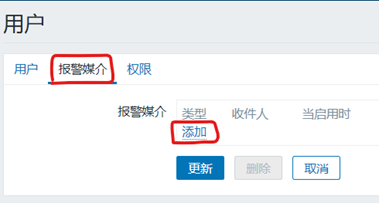 用户
用户 报警媒介 权限
报警媒介 类型 收件人 当启用时
添加
更新 删除 取消